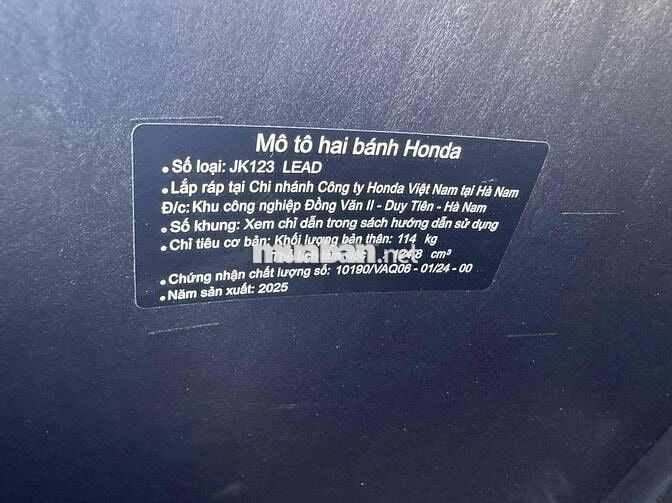 Mô tô hai bánh Honda
• Số loại: JK123 LEAD
• Lắp ráp tại Chi nhánh Công ty Honda Việt Nam tại Hà Nam
Đ/c: Khu công nghiệp Đồng Văn II - Duy Tiên - Hà Nam
• Số khung: Xem chỉ dẫn trong sách hướng dẫn sử dụng
• Chỉ tiêu cơ bản: Khối lượng bản thân: 114 kg
124,8 cm³
• Chứng nhận chất lượng số: 10190/VAQ06 - 01/24 - 00
• Năm sản xuất: 2025